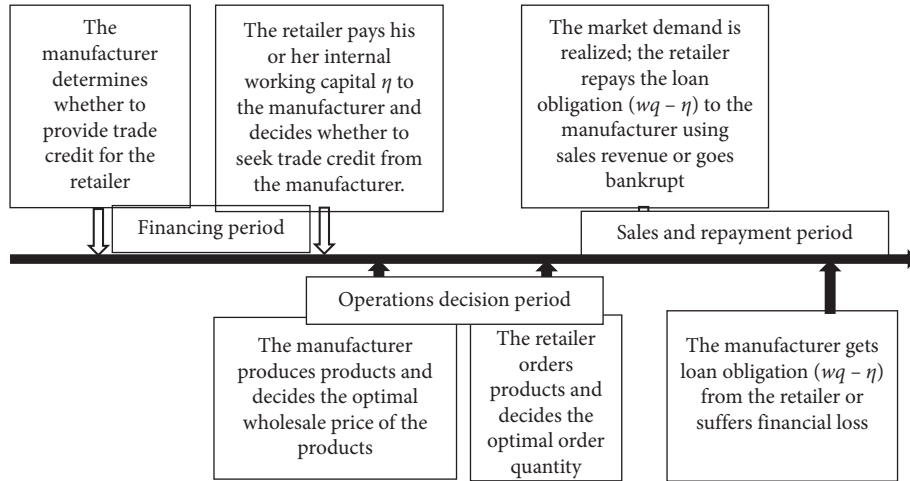 The
manufacturer
determines
whether to
provide trade
credit for the
retailer
The retailer pays his
or her internal
working capital η to
the manufacturer and
decides whether to
seek trade credit from
the manufacturer.
The market demand is
realized; the retailer
repays the loan
obligation (wq – η) to the
manufacturer using
sales revenue or goes
bankrupt
Financing period
Sales and repayment period
Operations decision period
The manufacturer
produces products and
decides the optimal
wholesale price of the
products
The retailer
orders
products and
decides the
optimal order
quantity
The manufacturer gets
loan obligation (wq – η)
from the retailer or
suffers financial loss